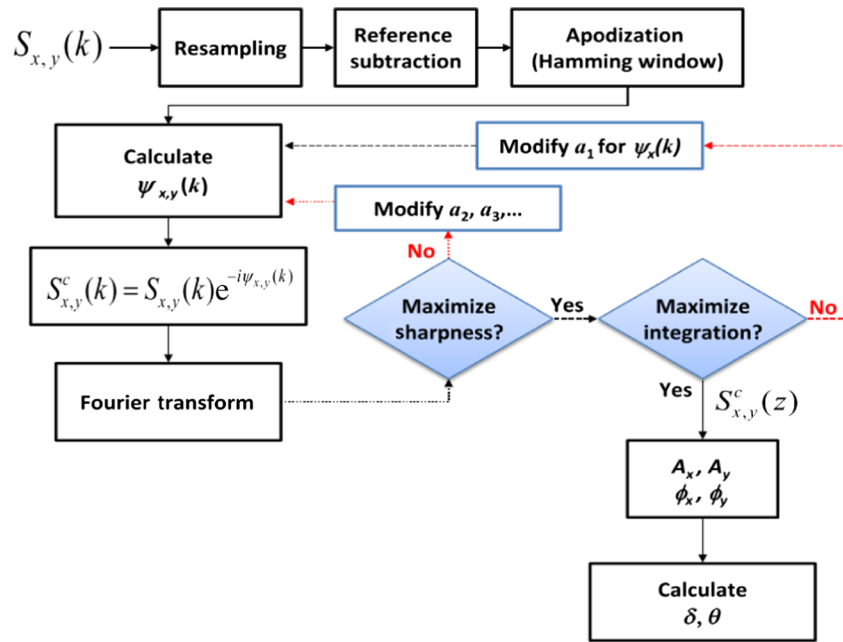 S_{x, y}(k)
Resampling
Reference
subtraction
Apodization
(Hamming window)
Calculate
ψ_{x,y}(k)
Modify a_1 for ψ_x(k)
Modify a_2, a_3,...
No
S^c_{x,y}(k) = S_{x,y}(k)e^{-iψ_{x,y}(k)}
Maximize
sharpness?
Yes
Maximize
integration?
No
Fourier transform
Yes
S^c_{x,y}(z)
A_x, A_y
ϕ_x, ϕ_y
Calculate
δ, θ